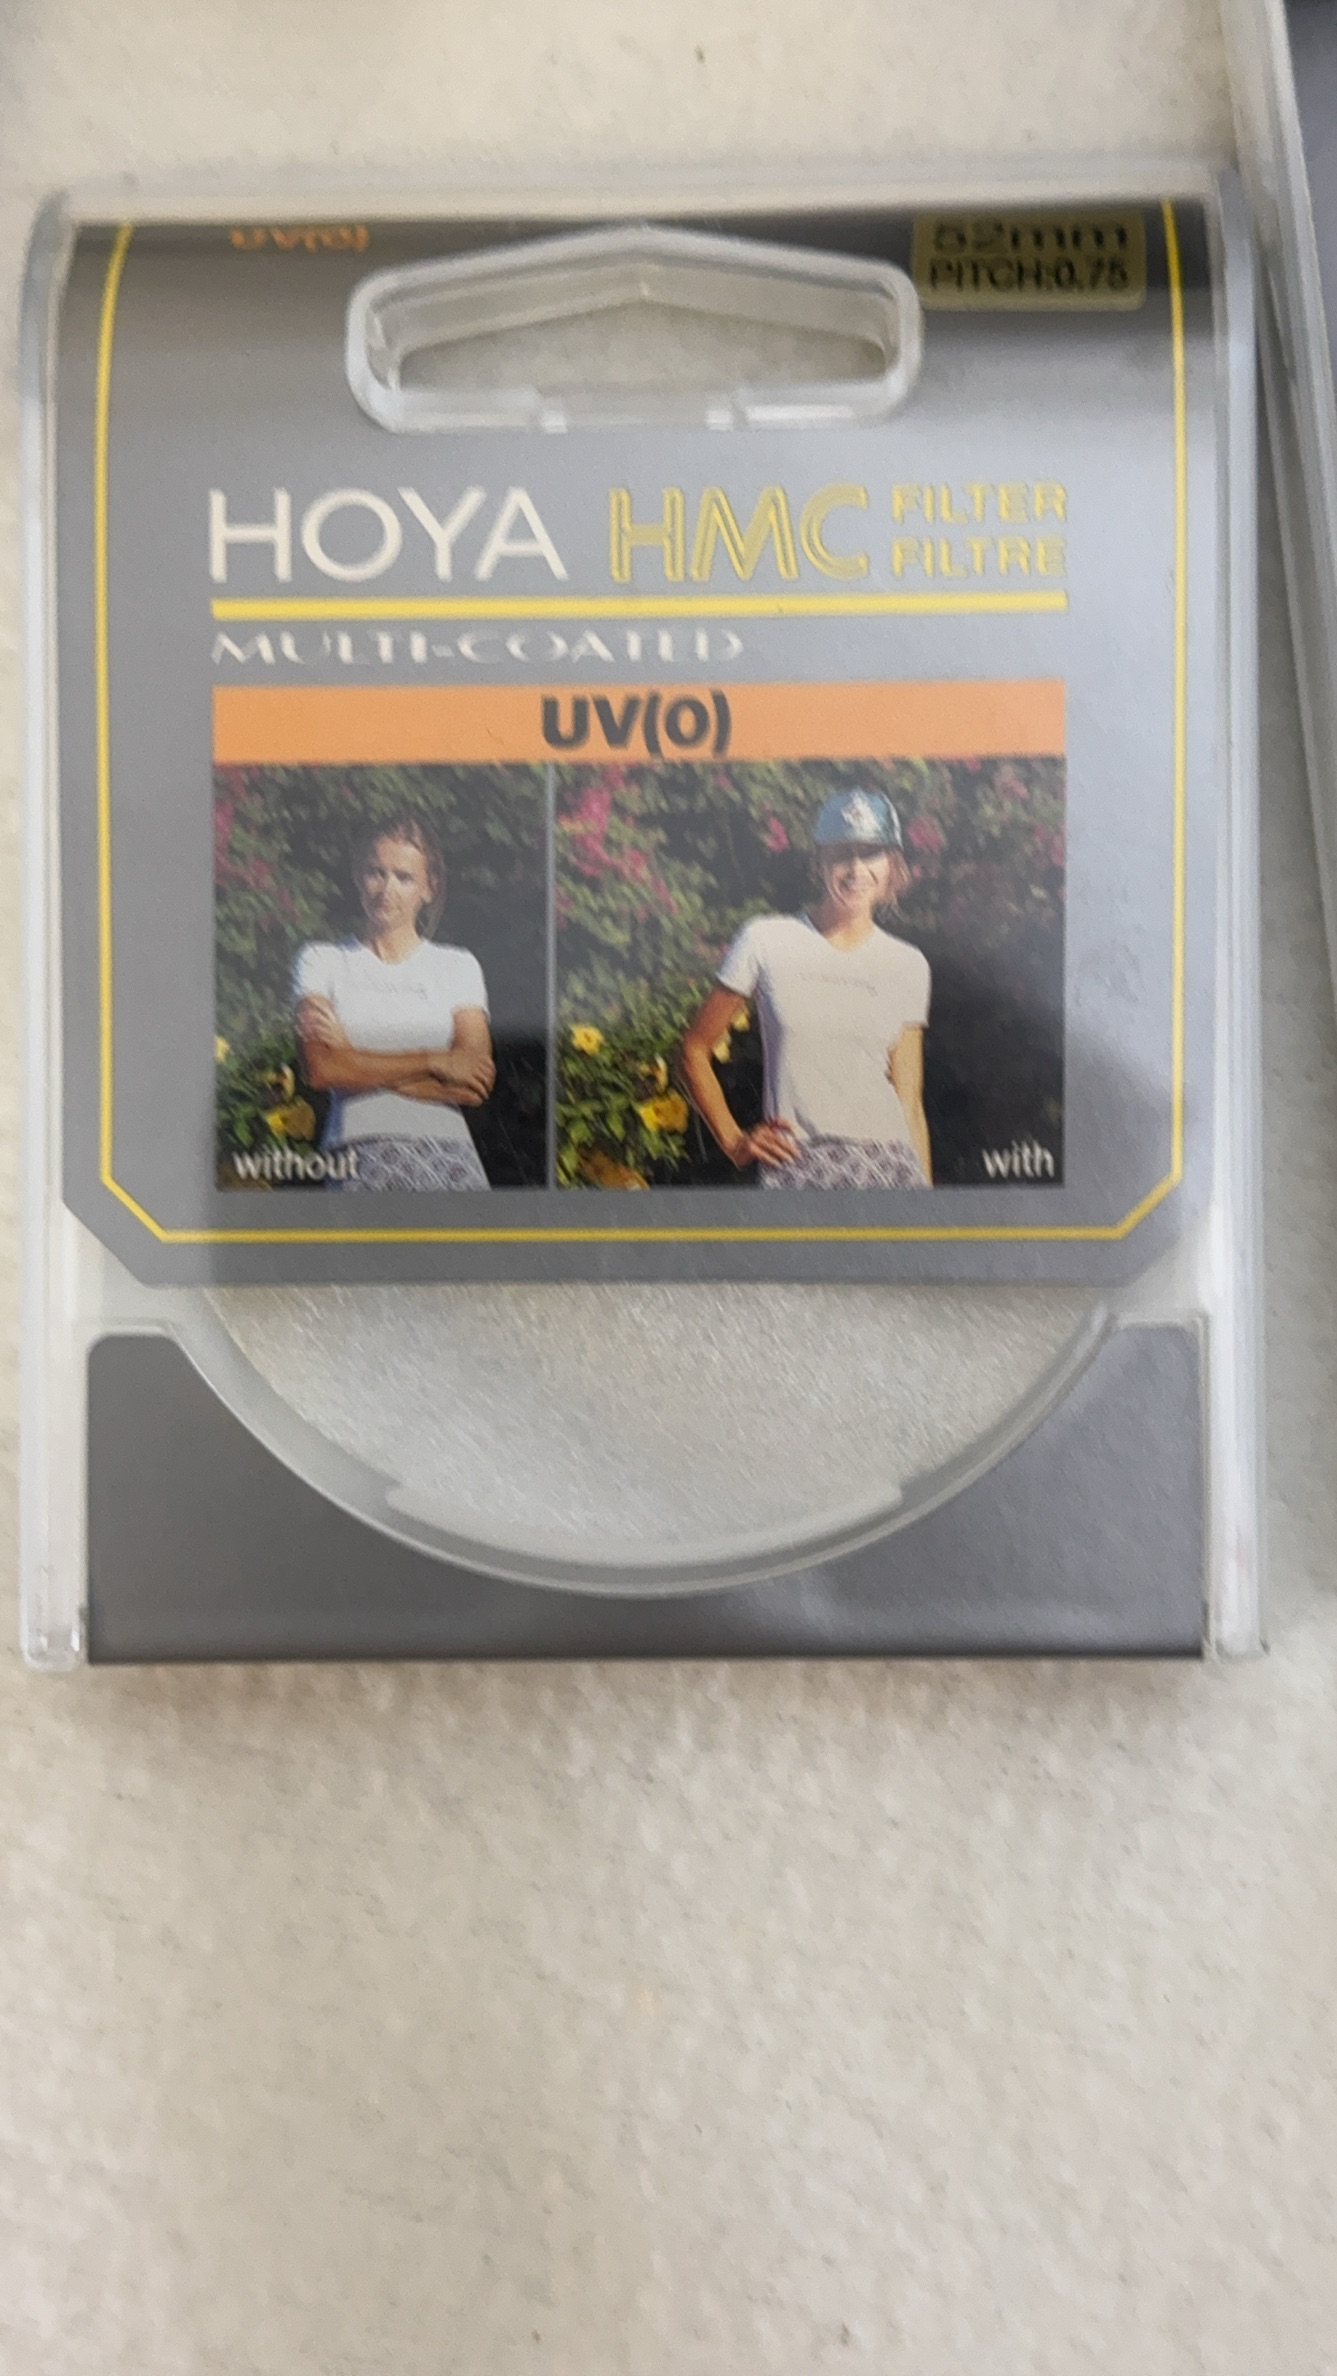 UV(0)
52mm
PITCH:0.75
HOYA HMC FILTER
FILTRE
MULTI-COATED
UV(0)
without
with